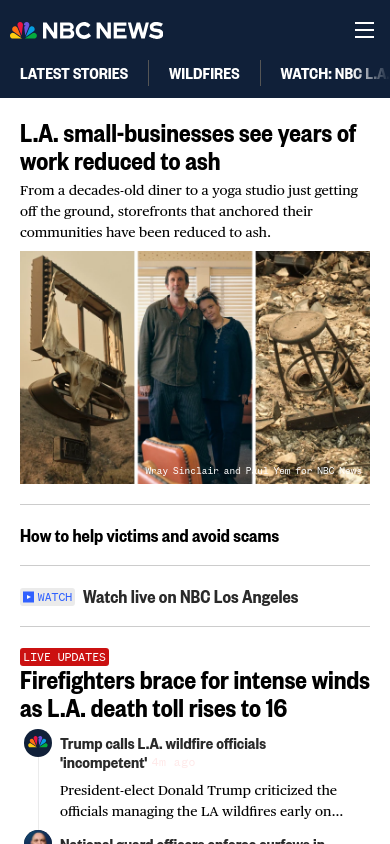 NBC NEWS
LATEST STORIES
WILDFIRES
WATCH: NBC L.A
L.A. small-businesses see years of
work reduced to ash
From a decades-old diner to a yoga studio just getting
off the ground, storefronts that anchored their
communities have been reduced to ash.
Wray Sinclair and Paul Yem for NBC News
How to help victims and avoid scams
WATCH Watch live on NBC Los Angeles
LIVE UPDATES
Firefighters brace for intense winds
as L.A. death toll rises to 16
Trump calls L.A. wildfire officials
'incompetent' 4m ago
President-elect Donald Trump criticized the
officials managing the LA wildfires early on...
National guard officers enforce curfews in